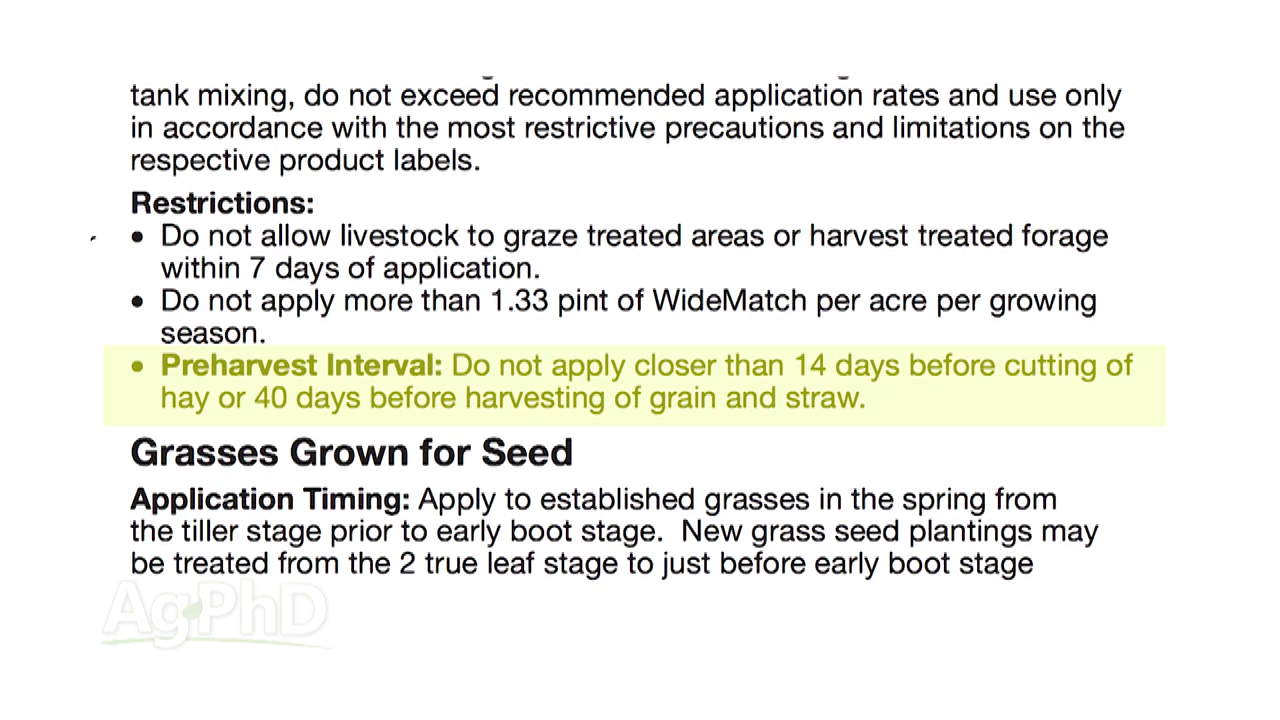 tank mixing, do not exceed recommended application rates and use only
in accordance with the most restrictive precautions and limitations on the
respective product labels.
Restrictions:
• Do not allow livestock to graze treated areas or harvest treated forage
within 7 days of application.
• Do not apply more than 1.33 pint of WideMatch per acre per growing
season.
• Preharvest Interval: Do not apply closer than 14 days before cutting of
hay or 40 days before harvesting of grain and straw.
Grasses Grown for Seed
Application Timing: Apply to established grasses in the spring from
the tiller stage prior to early boot stage.  New grass seed plantings may
be treated from the 2 true leaf stage to just before early boot stage
AgPhD